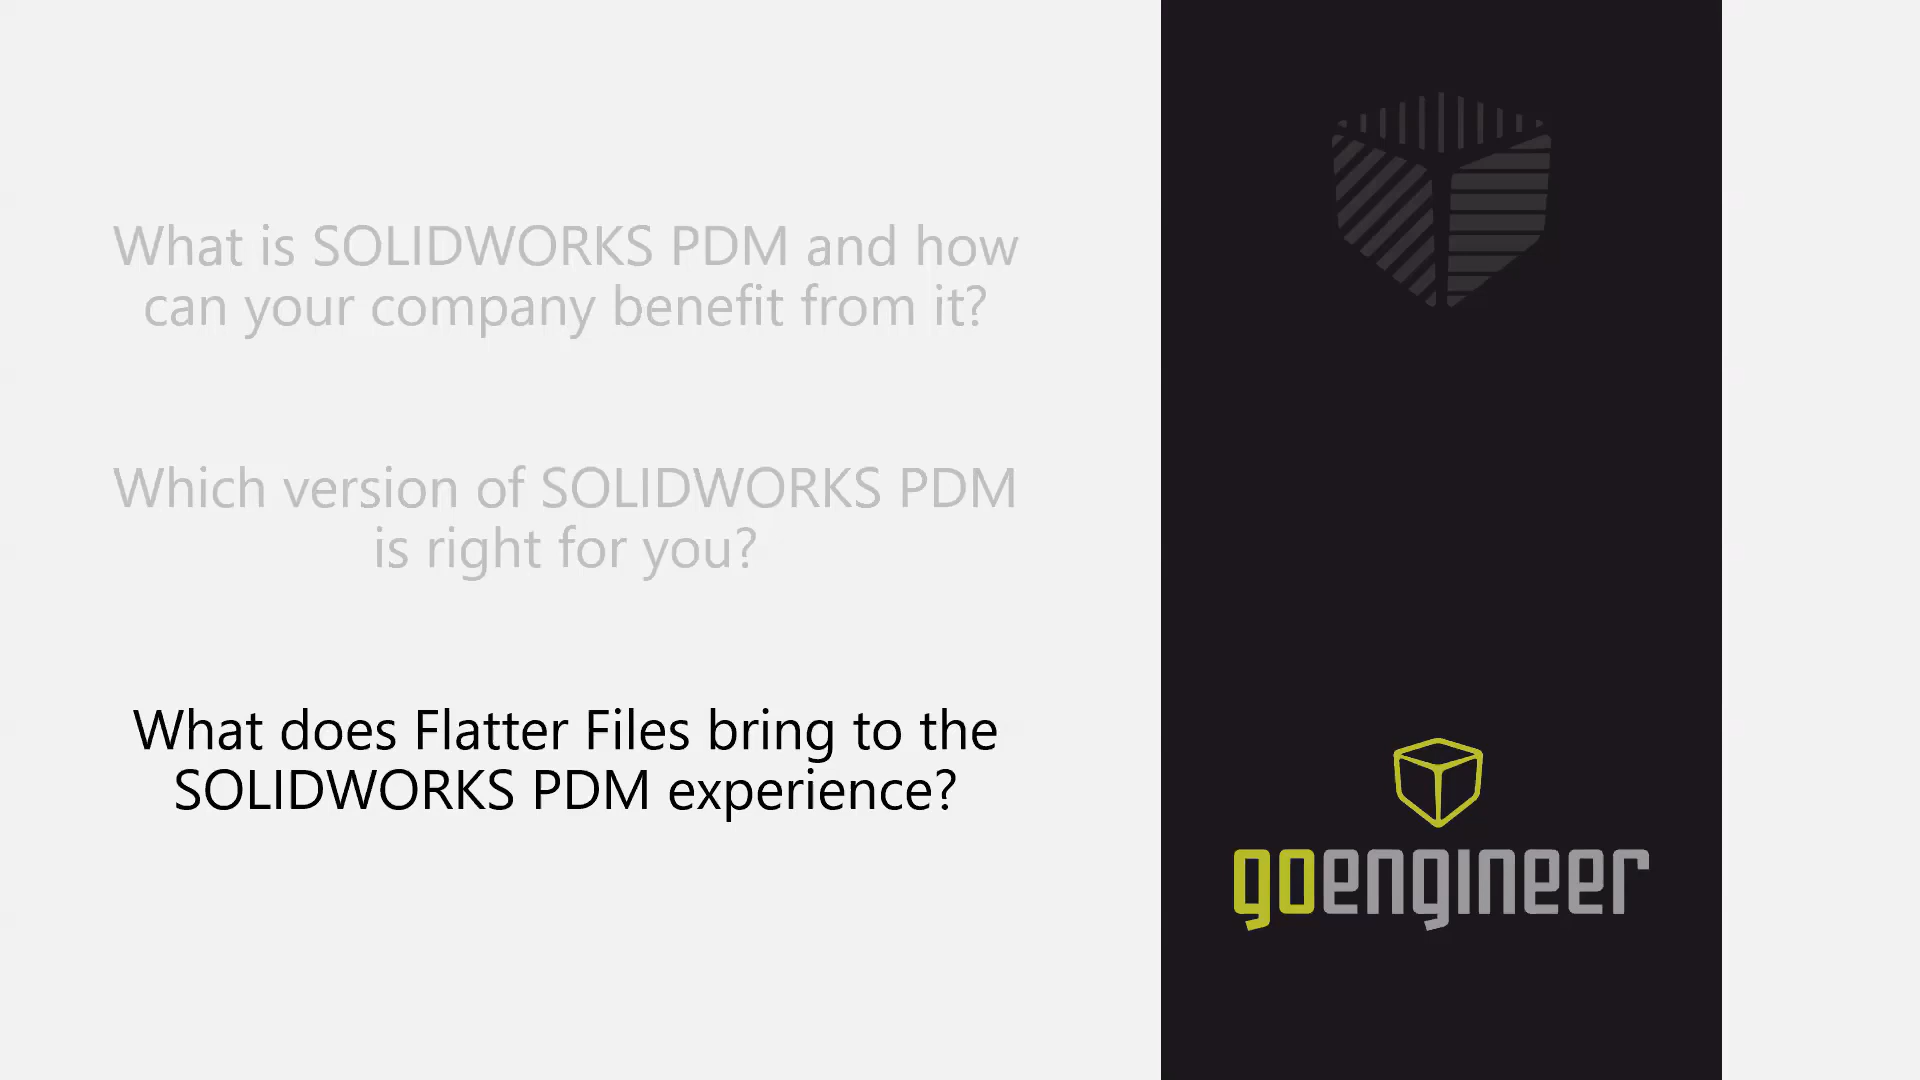 What is SOLIDWORKS PDM and how
can your company benefit from it?
Which version of SOLIDWORKS PDM
is right for you?
What does Flatter Files bring to the
SOLIDWORKS PDM experience?
goengineer